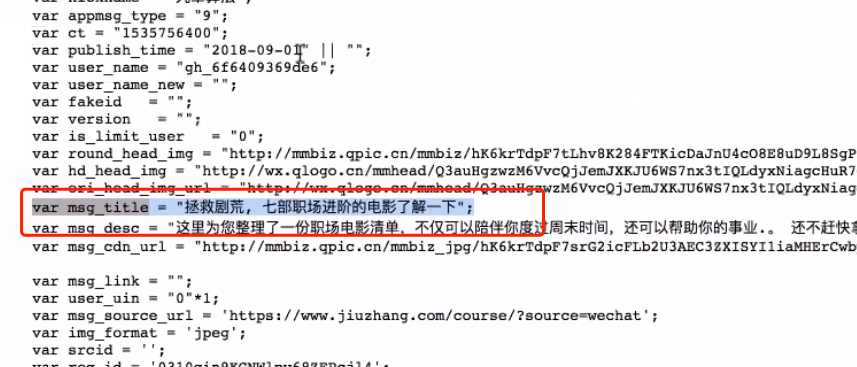 var appmsg_type = "9";
var ct = "1535756400";
var publish_time = "2018-09-01" || "";
var user_name = "gh_6f6409369de6";
var user_name_new = "";
var fakeid = "";
var version = "";
var is_limit_user = "0";
var round_head_img = "http://mmbiz.qpic.cn/mmbiz/hK6krTdpF7tLhv8K284FTKicDaJnU4cO8E8uD9L8SgP
var hd_head_img = "http://wx.qlogo.cn/mmhead/Q3auHgzwzM6VvcQjJemJXKJU6WS7nx3tIQLdyxNiagcHuR7
var ori_head_img_url = "http://wx.qlogo.cn/mmhead/Q3auHgzwzM6VvcQjJemJXKJU6WS7nx3tIQLdyxNiag
var msg_title = "拯救剧荒, 七部职场进阶的电影了解一下";
var msg_desc = "这里为您整理了一份职场电影清单, 不仅可以陪伴你度过周末时间, 还可以帮助你的事业.。 还不赶快拿
var msg_cdn_url = "http://mmbiz.qpic.cn/mmbiz_jpg/hK6krTdpF7srG2icFLb2U3AEC3ZXISYIliaMHErCwb
var msg_link = "";
var user_uin = "0"*1;
var msg_source_url = 'https://www.jiuzhang.com/course/?source=wechat';
var img_format = 'jpeg';
var srcid = '';